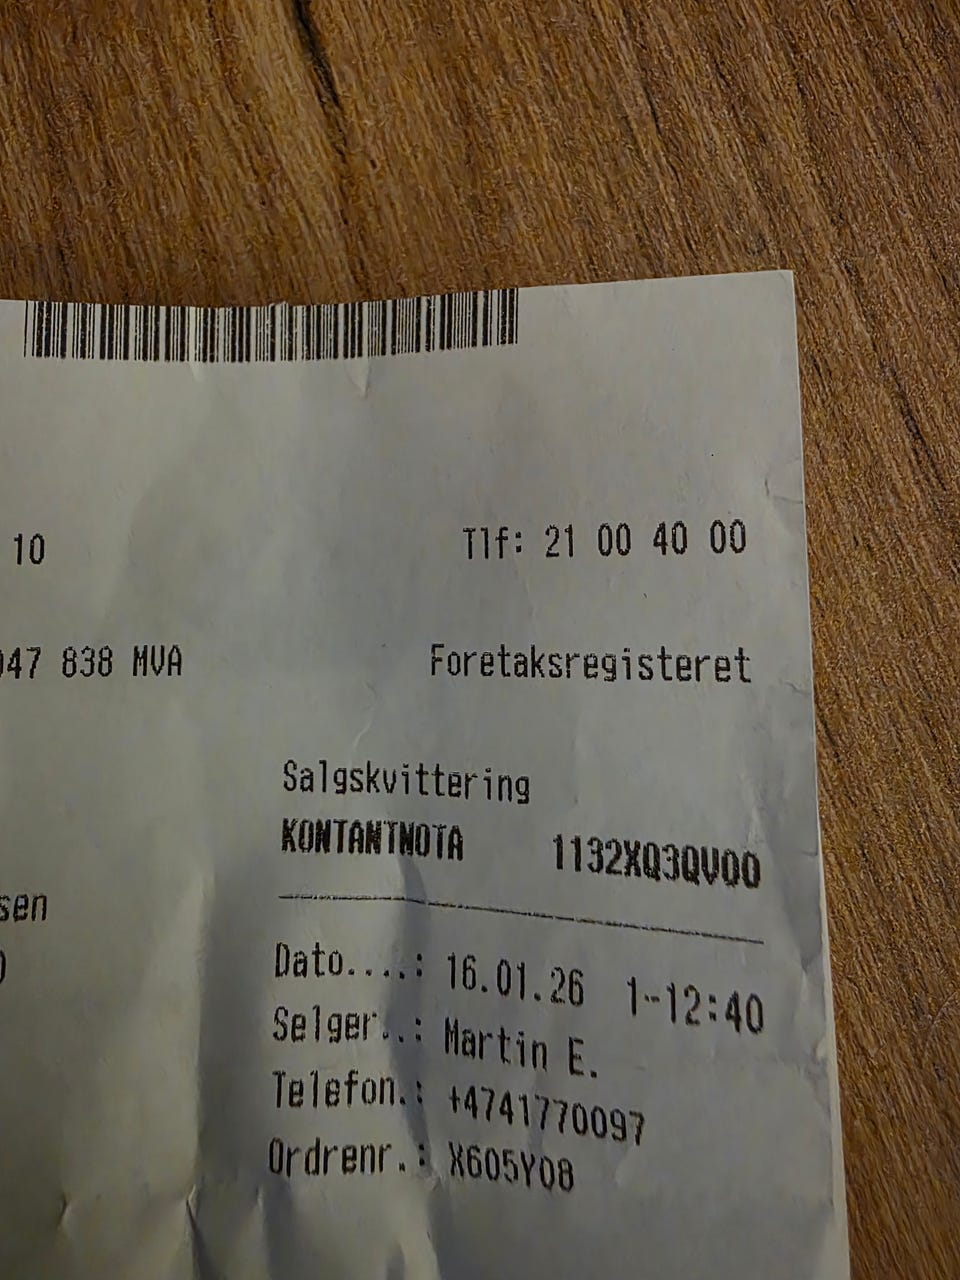 10 Tlf: 21 00 40 00
047 838 MVA Foretaksregisteret
Salgskvittering
KONTANTNOTA 1132XQ3QV00
sen
Dato....: 16.01.26 1-12:40
Selger..: Martin E.
Telefon.: +4741770097
Ordrenr.: X605Y08